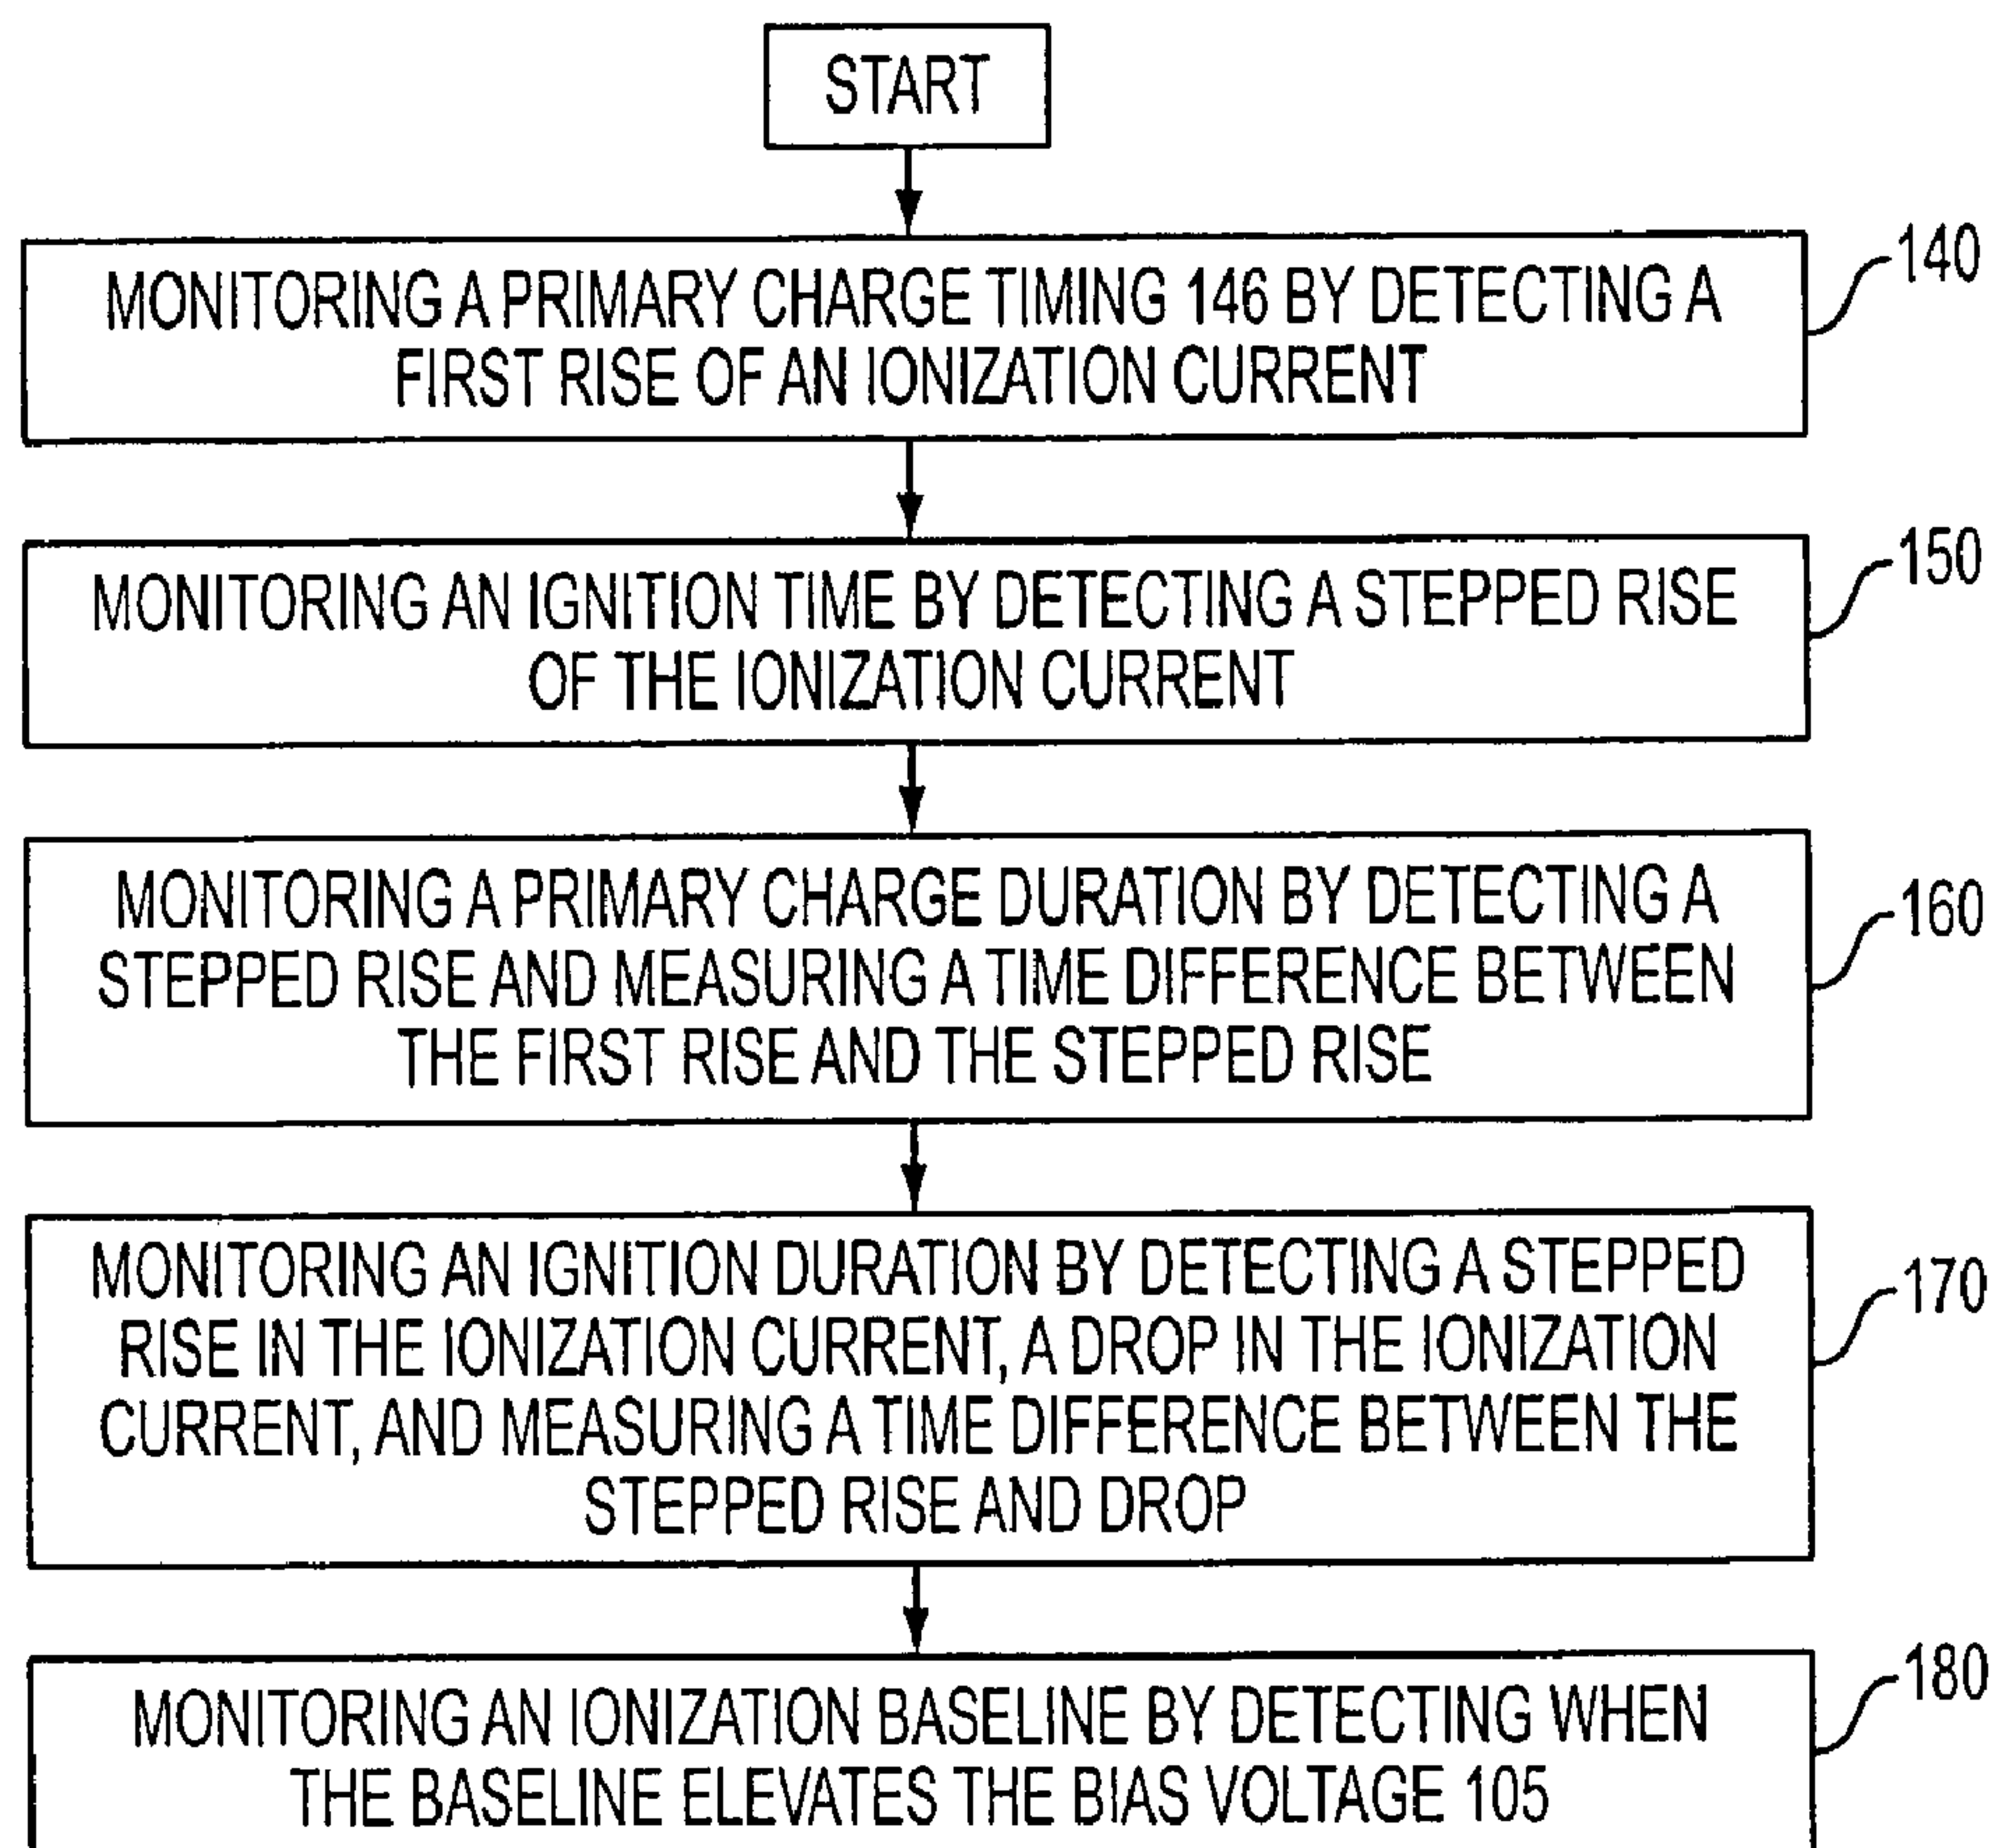 START
MONITORING A PRIMARY CHARGE TIMING 146 BY DETECTING A
FIRST RISE OF AN IONIZATION CURRENT
140
MONITORING AN IGNITION TIME BY DETECTING A STEPPED RISE
OF THE IONIZATION CURRENT
150
MONITORING A PRIMARY CHARGE DURATION BY DETECTING A
STEPPED RISE AND MEASURING A TIME DIFFERENCE BETWEEN
THE FIRST RISE AND THE STEPPED RISE
160
MONITORING AN IGNITION DURATION BY DETECTING A STEPPED
RISE IN THE IONIZATION CURRENT, A DROP IN THE IONIZATION
CURRENT, AND MEASURING A TIME DIFFERENCE BETWEEN THE
STEPPED RISE AND DROP
170
MONITORING AN IONIZATION BASELINE BY DETECTING WHEN
THE BASELINE ELEVATES THE BIAS VOLTAGE 105
180